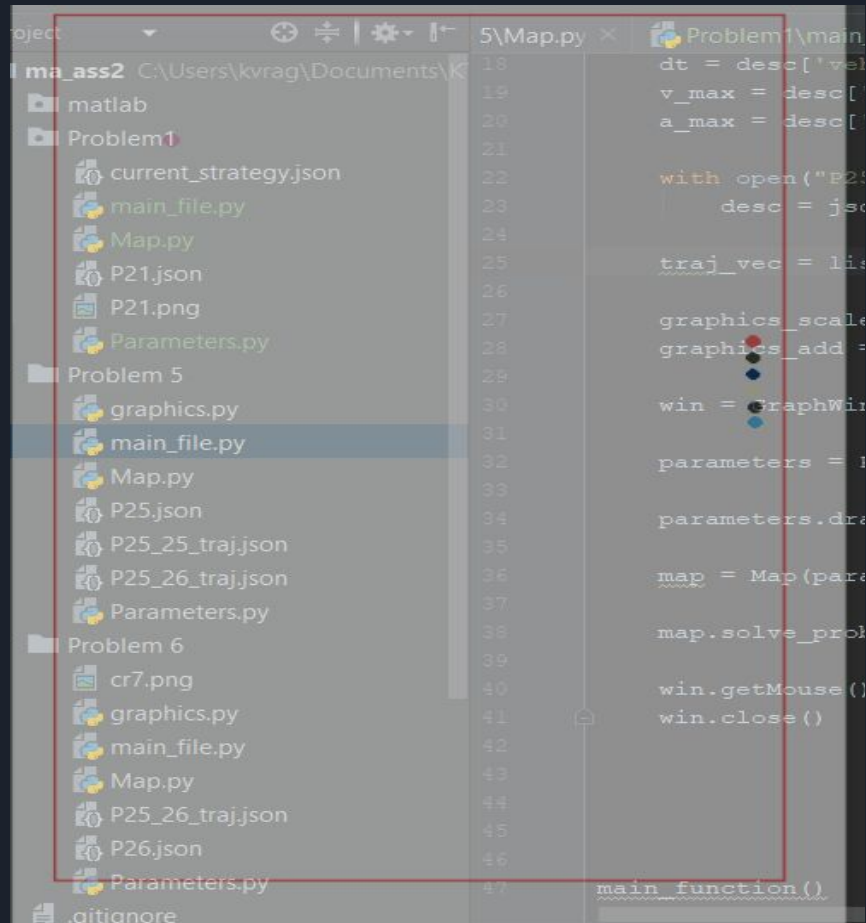 oject
ma_ass2 C:\Users\kvrag\Documents\K
matlab
Problem1
current_strategy.json
main_file.py
Map.py
P21.json
P21.png
Parameters.py
Problem 5
graphics.py
main_file.py
Map.py
P25.json
P25_25_traj.json
P25_26_traj.json
Parameters.py
Problem 6
cr7.png
graphics.py
main_file.py
Map.py
P25_26_traj.json
P26.json
Parameters.py
.gitignore
5\Map.py Problem1\main_
18 dt = desc['veh
19 v_max = desc['
20 a_max = desc['
21
22 with open("P25
23 desc = jso
24
25 traj_vec = lis
26
27 graphics_scale
28 graphics_add =
29
30 win = GraphWin
31
32 parameters = P
33
34 parameters.dra
35
36 map = Map(para
37
38 map.solve_prob
39
40 win.getMouse()
41 win.close()
42
43
44
45
46
47 main_function()